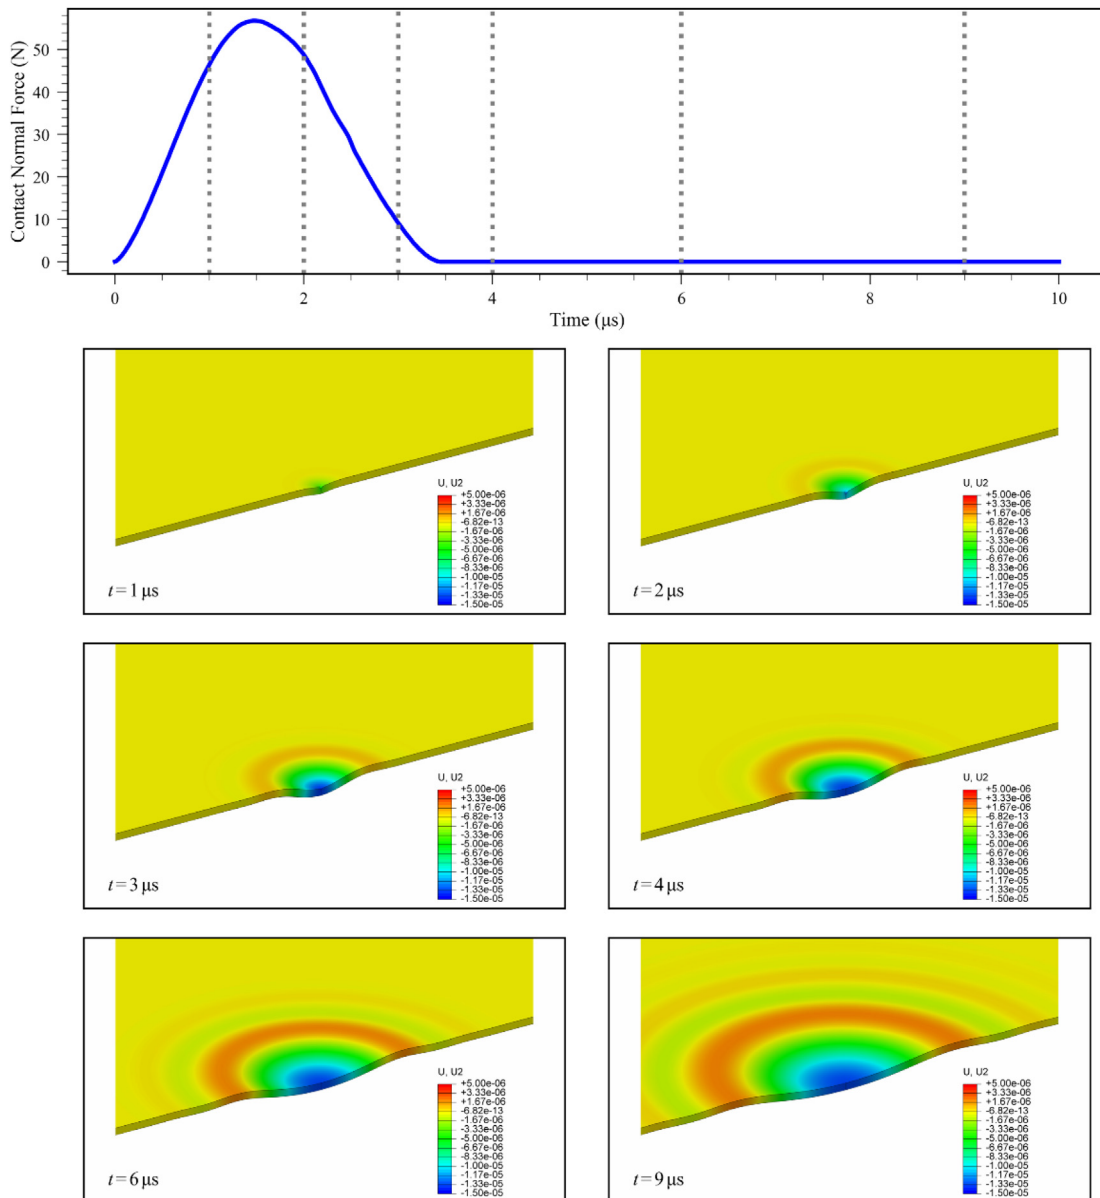 Contact Normal Force (N)
50
40
30
20
10
0
0 2 4 6 8 10
Time (μs)
U, U2
+5.00e-06
+3.33e-06
+1.67e-06
-6.82e-13
-1.67e-06
-3.33e-06
-5.00e-06
-6.67e-06
-8.33e-06
-1.00e-05
-1.17e-05
-1.33e-05
-1.50e-05
t = 1 μs
U, U2
+5.00e-06
+3.33e-06
+1.67e-06
-6.82e-13
-1.67e-06
-3.33e-06
-5.00e-06
-6.67e-06
-8.33e-06
-1.00e-05
-1.17e-05
-1.33e-05
-1.50e-05
t = 2 μs
U, U2
+5.00e-06
+3.33e-06
+1.67e-06
-6.82e-13
-1.67e-06
-3.33e-06
-5.00e-06
-6.67e-06
-8.33e-06
-1.00e-05
-1.17e-05
-1.33e-05
-1.50e-05
t = 3 μs
U, U2
+5.00e-06
+3.33e-06
+1.67e-06
-6.82e-13
-1.67e-06
-3.33e-06
-5.00e-06
-6.67e-06
-8.33e-06
-1.00e-05
-1.17e-05
-1.33e-05
-1.50e-05
t = 4 μs
U, U2
+5.00e-06
+3.33e-06
+1.67e-06
-6.82e-13
-1.67e-06
-3.33e-06
-5.00e-06
-6.67e-06
-8.33e-06
-1.00e-05
-1.17e-05
-1.33e-05
-1.50e-05
t = 6 μs
U, U2
+5.00e-06
+3.33e-06
+1.67e-06
-6.82e-13
-1.67e-06
-3.33e-06
-5.00e-06
-6.67e-06
-8.33e-06
-1.00e-05
-1.17e-05
-1.33e-05
-1.50e-05
t = 9 μs